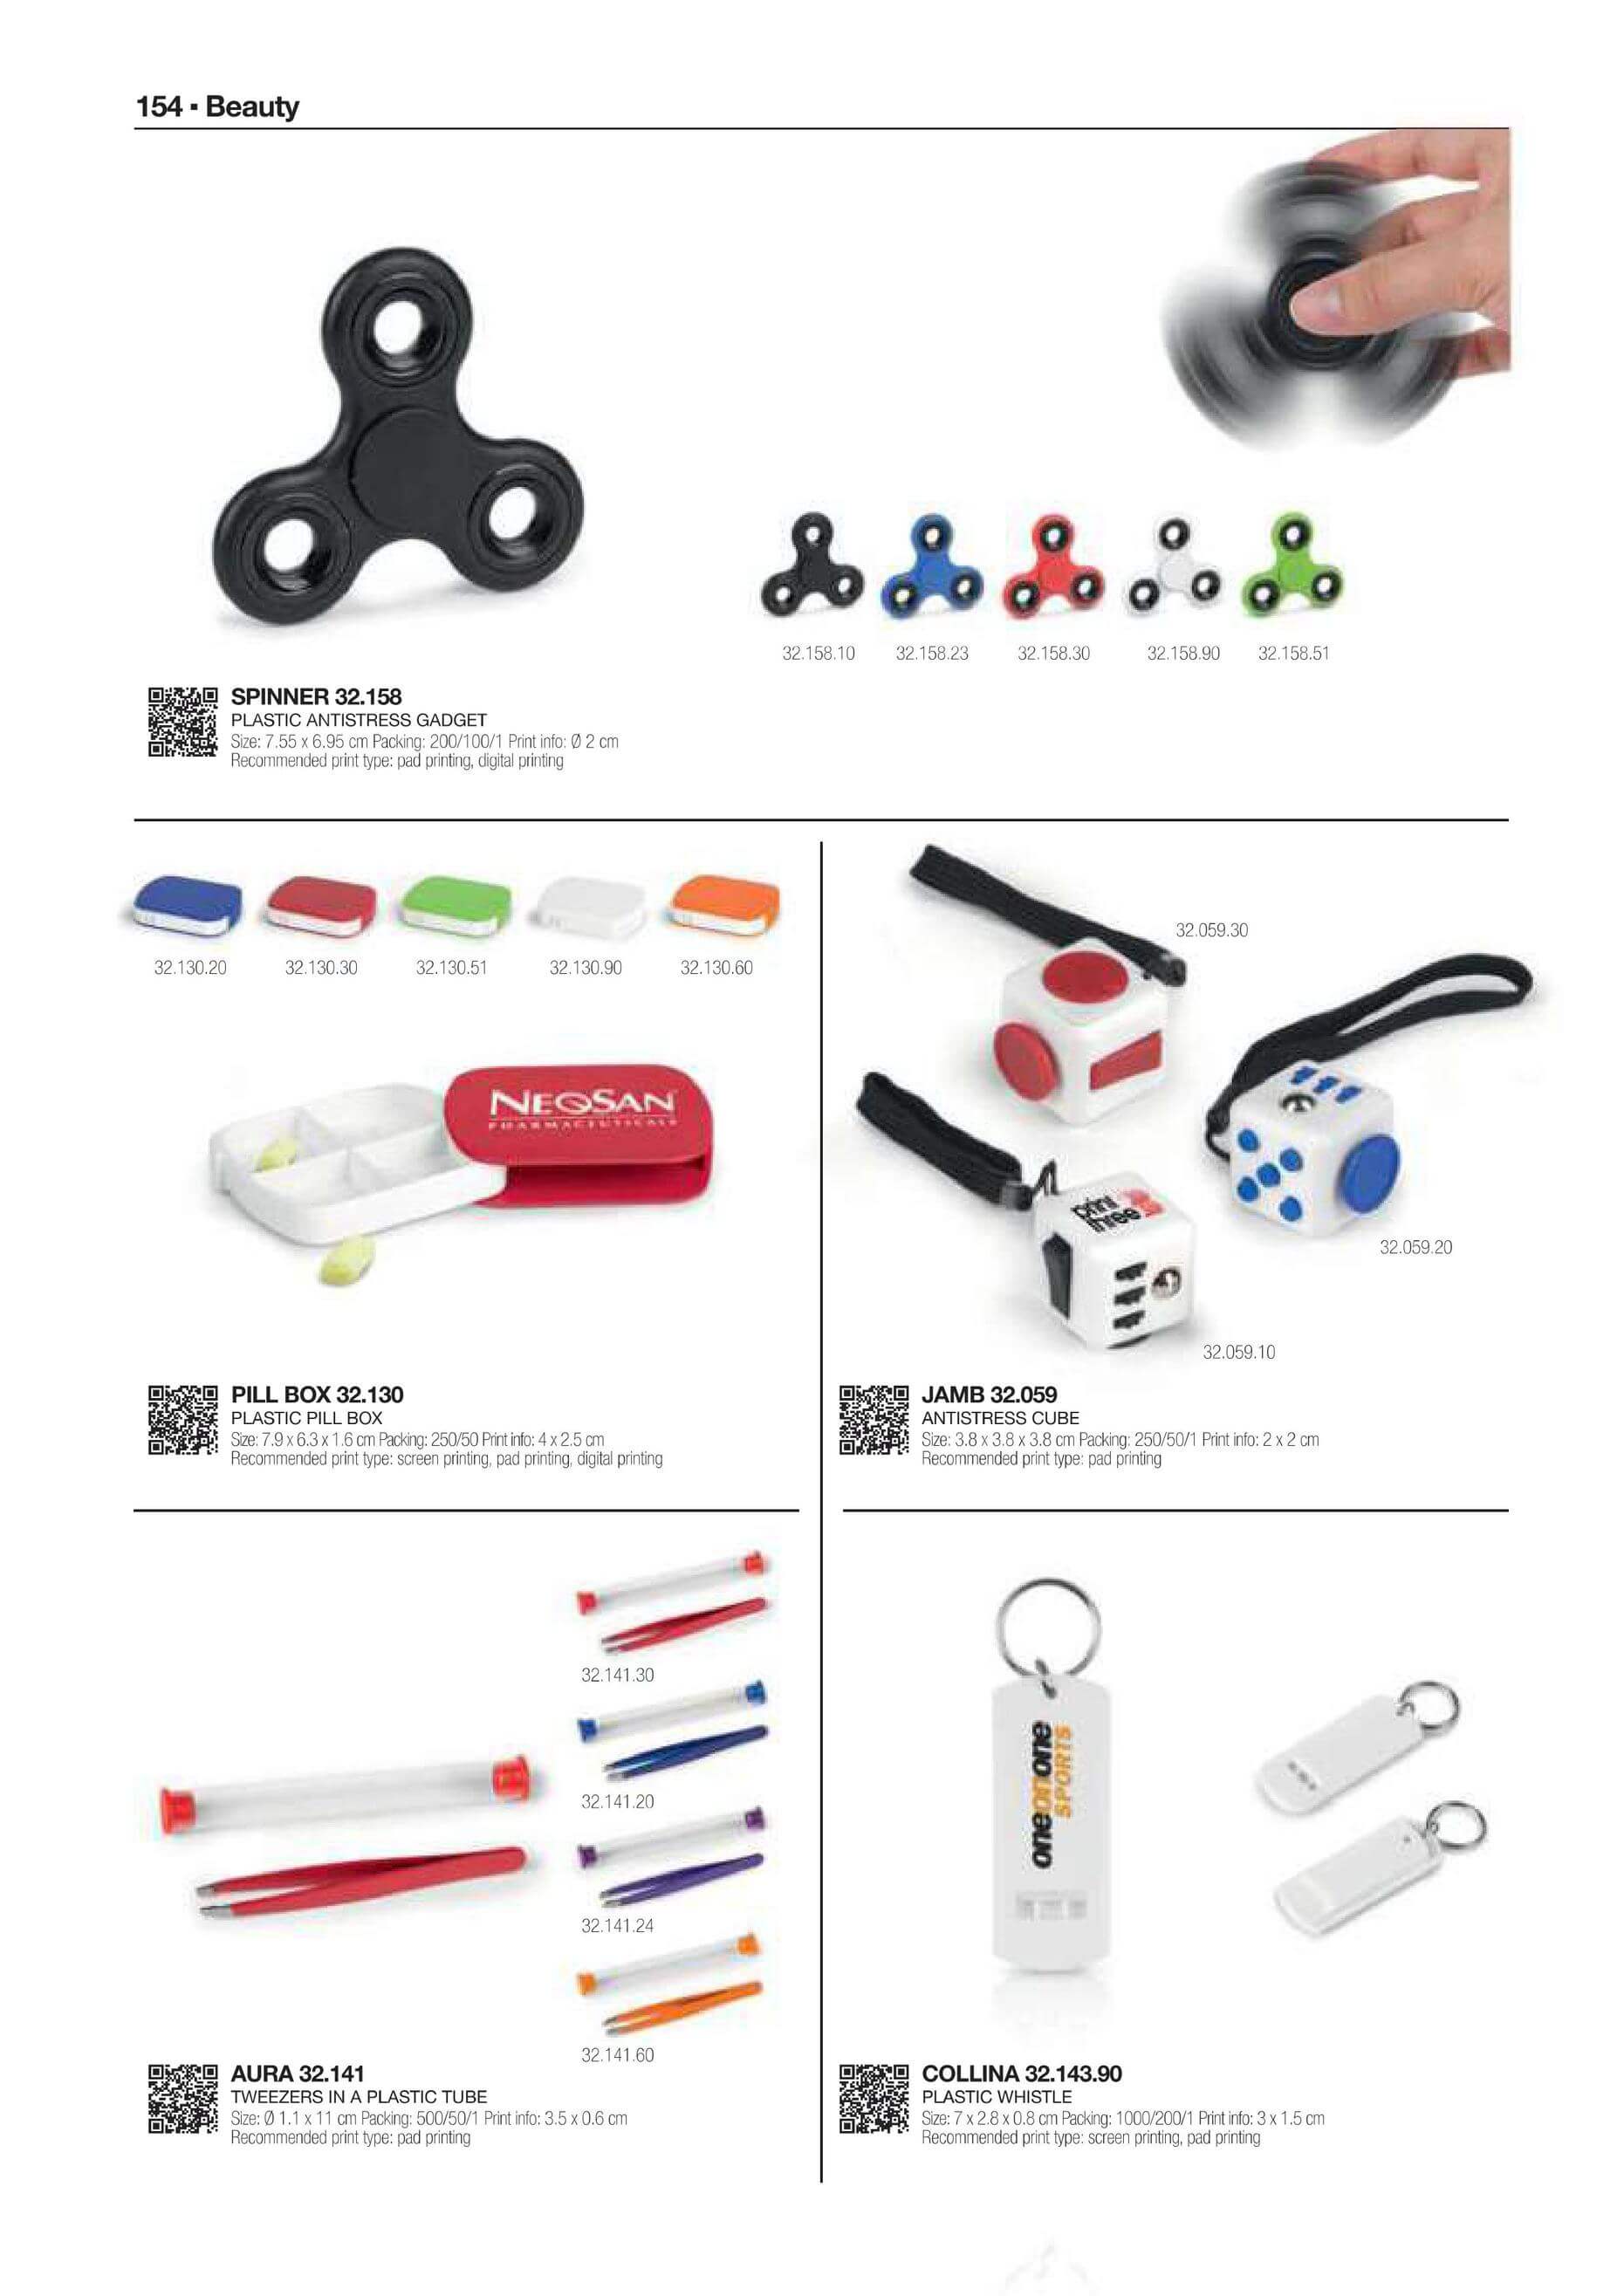 154 ▪ Beauty
32.158.10 32.158.23 32.158.30 32.158.90 32.158.51
SPINNER 32.158
PLASTIC ANTISTRESS GADGET
Size: 7.55 x 6.95 cm Packing: 200/100/1 Print info: Ø 2 cm
Recommended print type: pad printing, digital printing
32.130.20 32.130.30 32.130.51 32.130.90 32.130.60
NEOSAN
PHARMACEUTICALS
PILL BOX 32.130
PLASTIC PILL BOX
Size: 7.9 x 6.3 x 1.6 cm Packing: 250/50 Print info: 4 x 2.5 cm
Recommended print type: screen printing, pad printing, digital printing
32.059.30
32.059.20
print
three
32.059.10
JAMB 32.059
ANTISTRESS CUBE
Size: 3.8 x 3.8 x 3.8 cm Packing: 250/50/1 Print info: 2 x 2 cm
Recommended print type: pad printing
32.141.30
32.141.20
32.141.24
32.141.60
AURA 32.141
TWEEZERS IN A PLASTIC TUBE
Size: Ø 1.1 x 11 cm Packing: 500/50/1 Print info: 3.5 x 0.6 cm
Recommended print type: pad printing
oneonone
SPORTS
COLLINA 32.143.90
PLASTIC WHISTLE
Size: 7 x 2.8 x 0.8 cm Packing: 1000/200/1 Print info: 3 x 1.5 cm
Recommended print type: screen printing, pad printing